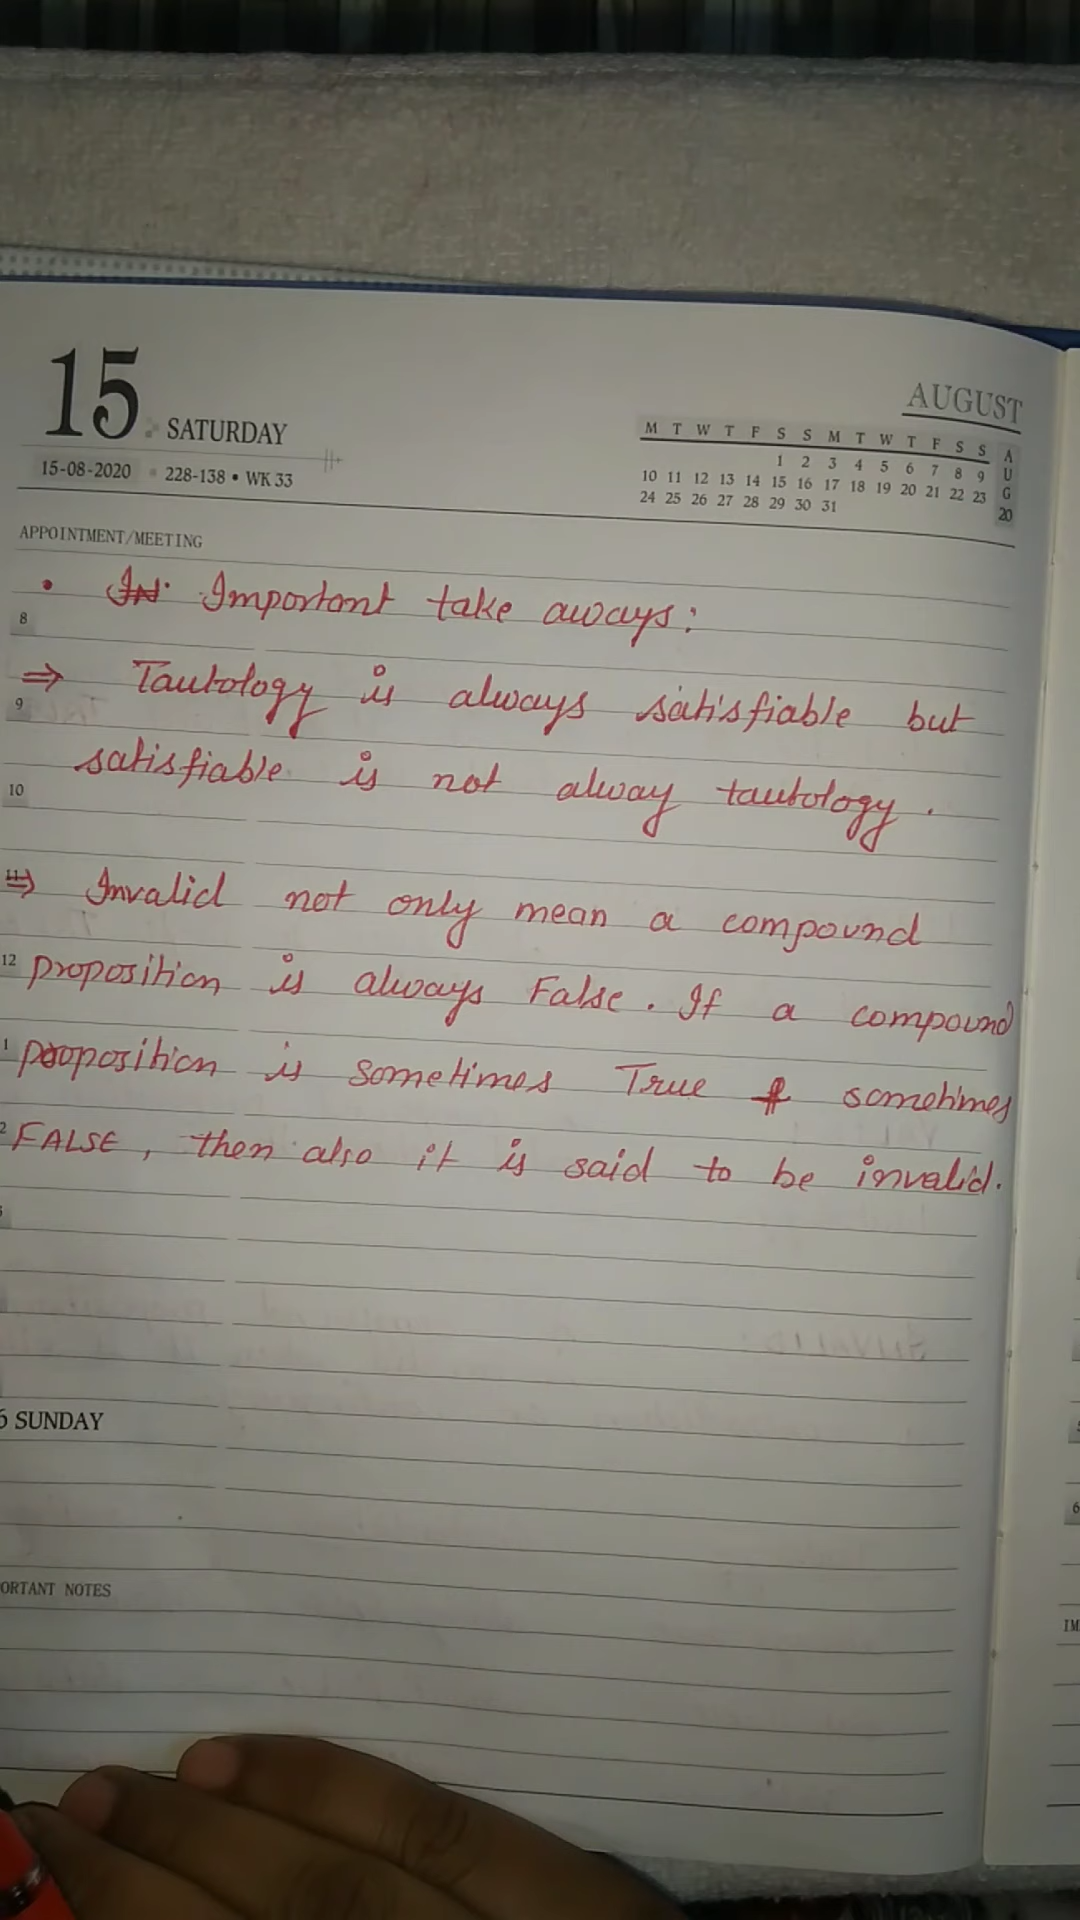 15 SATURDAY
15-08-2020 228-138 • WK 33
AUGUST
M T W T F S S M T W T F S S
1 2 3 4 5 6 7 8 9
10 11 12 13 14 15 16 17 18 19 20 21 22 23
24 25 26 27 28 29 30 31
AUG 20
APPOINTMENT/MEETING
• Important take aways:
8
⇒ Tautology is always satisfiable but
9
satisfiable is not alway tautology.
10
11 ⇒ Invalid not only mean a compound
12 proposition is always False. If a compound
1 proposition is sometimes True & sometimes
2 FALSE, then also it is said to be invalid.
6 SUNDAY
ORTANT NOTES
IM